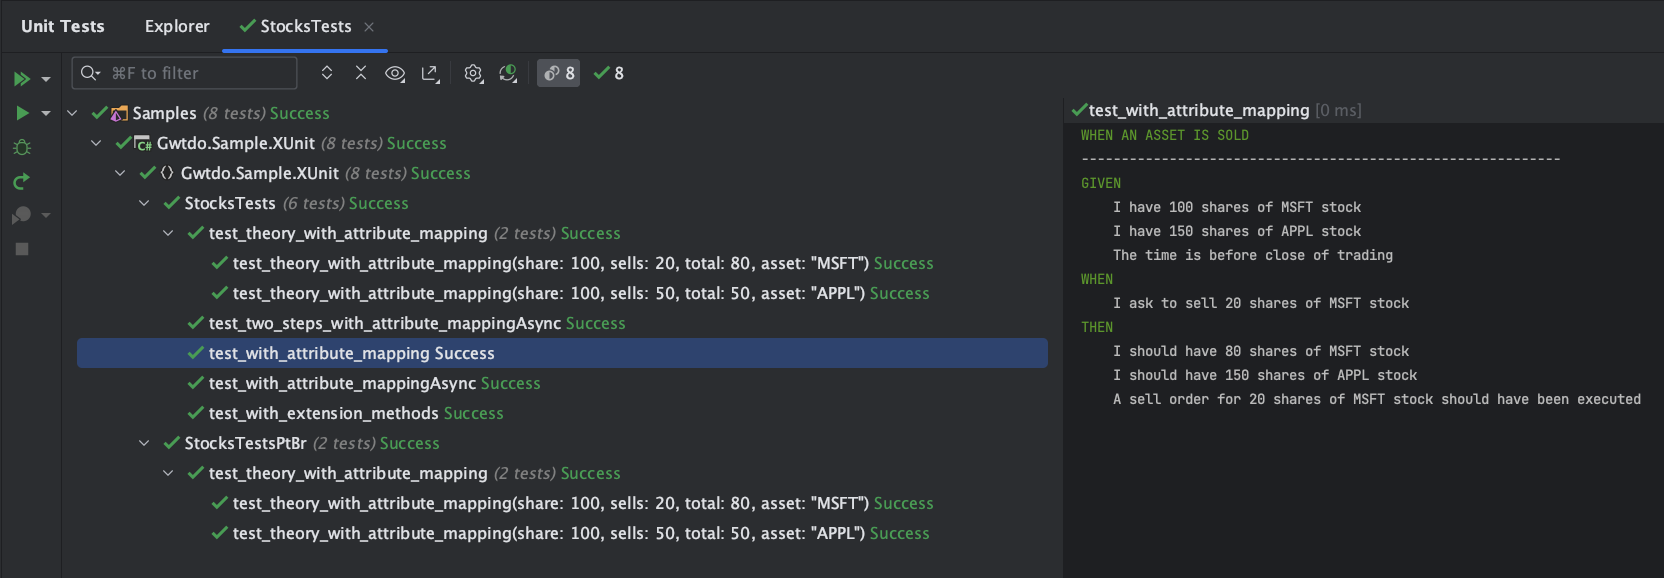 Unit Tests Explorer StocksTests
⌘F to filter 8 8
Samples (8 tests) Success
C# Gwtdo.Sample.XUnit (8 tests) Success
Gwtdo.Sample.XUnit (8 tests) Success
StocksTests (6 tests) Success
test_theory_with_attribute_mapping (2 tests) Success
test_theory_with_attribute_mapping(share: 100, sells: 20, total: 80, asset: "MSFT") Success
test_theory_with_attribute_mapping(share: 100, sells: 50, total: 50, asset: "APPL") Success
test_two_steps_with_attribute_mappingAsync Success
test_with_attribute_mapping Success
test_with_attribute_mappingAsync Success
test_with_extension_methods Success
StocksTestsPtBr (2 tests) Success
test_theory_with_attribute_mapping (2 tests) Success
test_theory_with_attribute_mapping(share: 100, sells: 20, total: 80, asset: "MSFT") Success
test_theory_with_attribute_mapping(share: 100, sells: 50, total: 50, asset: "APPL") Success
test_with_attribute_mapping [0 ms]
WHEN AN ASSET IS SOLD
------------------------------------------------------------
GIVEN
I have 100 shares of MSFT stock
I have 150 shares of APPL stock
The time is before close of trading
WHEN
I ask to sell 20 shares of MSFT stock
THEN
I should have 80 shares of MSFT stock
I should have 150 shares of APPL stock
A sell order for 20 shares of MSFT stock should have been executed